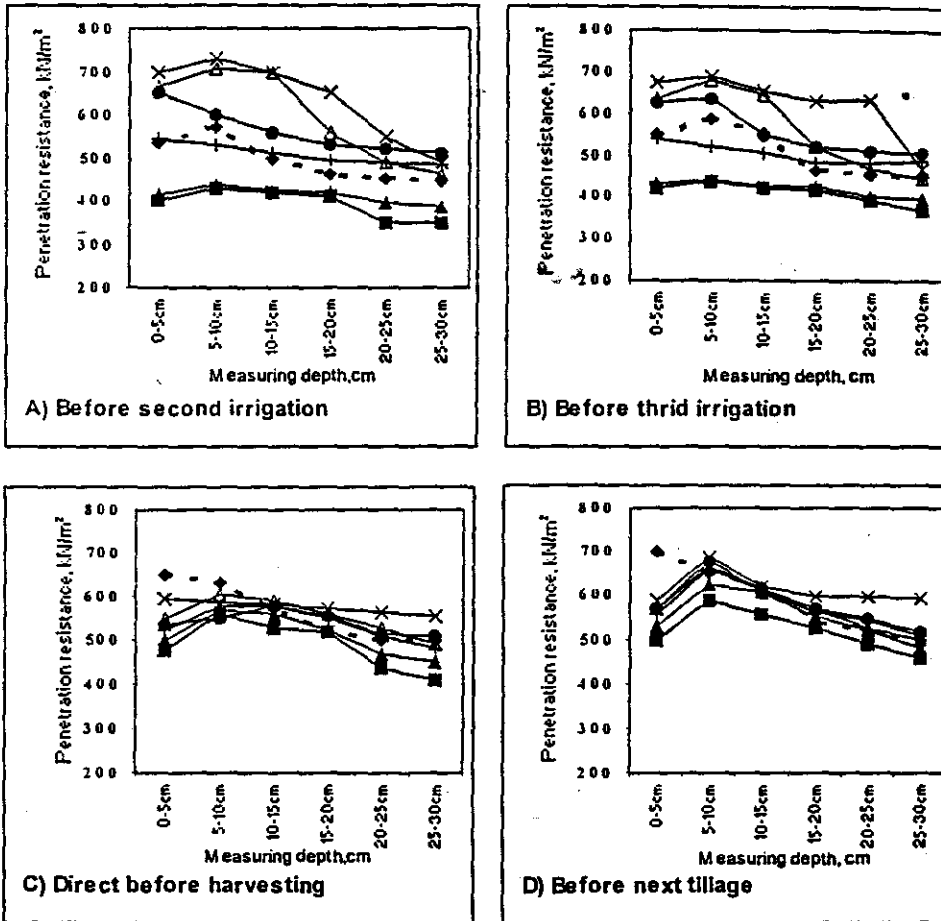 Penetration resistance, kN/m²
800
700
600
500
400
300
200
0-5cm
5-10cm
10-15cm
15-20cm
20-25cm
25-30cm
Measuring depth,cm
A) Before second irrigation
Penetration resistance, kN/m²
800
700
600
500
400
300
200
0-5cm
5-10cm
10-15cm
15-20cm
20-25cm
25-30cm
Measuring depth, cm
B) Before thrid irrigation
Penetration resistance, kN/m²
800
700
600
500
400
300
200
0-5cm
5-10cm
10-15cm
15-20cm
20-25cm
25-30cm
Measuring depth,cm
C) Direct before harvesting
Penetration resistance, kN/m²
800
700
600
500
400
300
200
0-5cm
5-10cm
10-15cm
15-20cm
20-25cm
25-30cm
Measuring depth, cm
D) Before next tillage